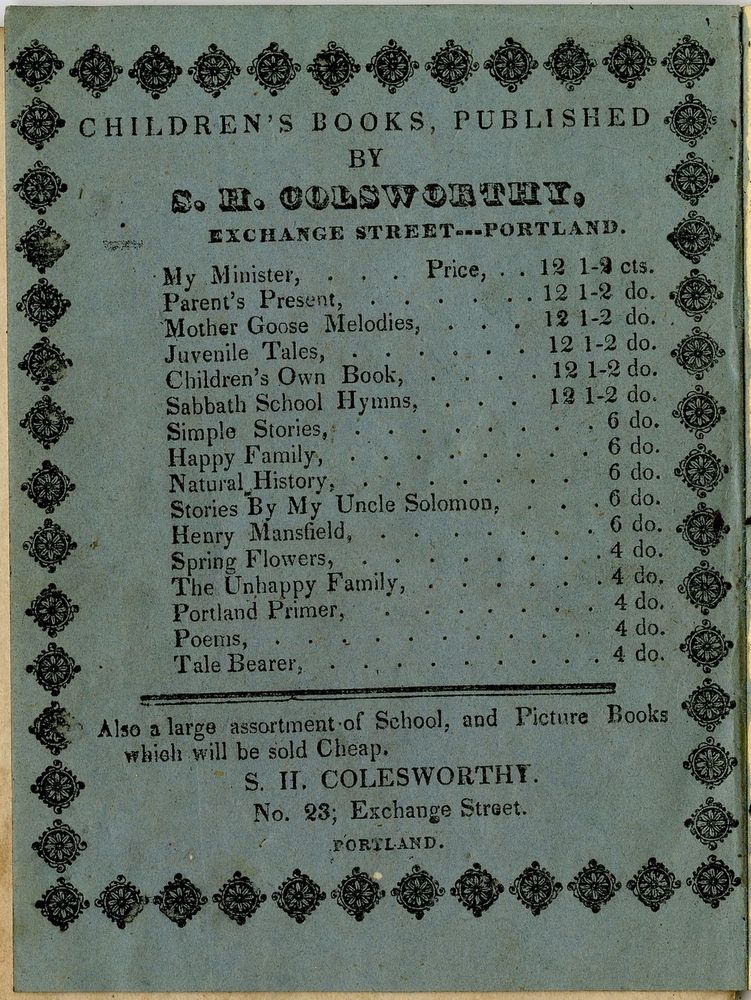 CHILDREN'S BOOKS, PUBLISHED
BY
S. H. COLSWORTHY,
EXCHANGE STREET---PORTLAND.
My Minister, . . . Price, . . 12 1-2 cts.
Parent's Present, . . . . . . 12 1-2 do.
Mother Goose Melodies, . . . 12 1-2 do.
Juvenile Tales, . . . . . . 12 1-2 do.
Children's Own Book, . . . . 12 1-2 do.
Sabbath School Hymns, . . . 12 1-2 do.
Simple Stories, . . . . . . . . 6 do.
Happy Family, . . . . . . . . 6 do.
Natural History, . . . . . . . 6 do.
Stories By My Uncle Solomon, . . . 6 do.
Henry Mansfield, . . . . . . . 6 do.
Spring Flowers, . . . . . . . . 4 do.
The Unhappy Family, . . . . . . 4 do.
Portland Primer, . . . . . . . 4 do.
Poems, . . . . . . . . . . 4 do.
Tale Bearer, . . . . . . . . . 4 do.
Also a large assortment of School, and Picture Books
which will be sold Cheap.
S. H. COLESWORTHY.
No. 23; Exchange Street.
PORTLAND.